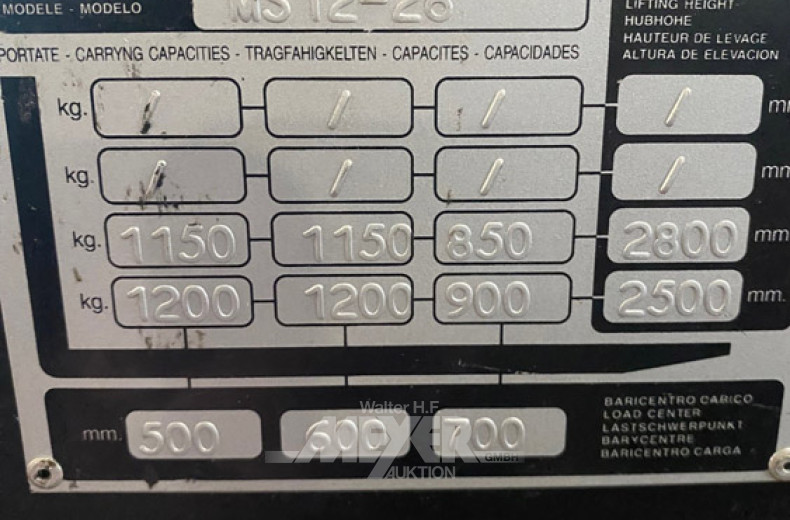 MODELE - MODELO MS 12-28
LIFTING HEIGHT
HUBHOHE
HAUTEUR DE LEVAGE
ALTURA DE ELEVACION
PORTATE - CARRYNG CAPACITIES - TRAGFAHIGKELTEN - CAPACITES - CAPACIDADES
kg. / / / / mm
kg. / / / / mm
kg. 1150 1150 850 2800 mm
kg. 1200 1200 900 2500 mm.
mm. 500 600 700
BARICENTRO CARICO
LOAD CENTER
LASTSCHWERPUNKT
BARYCENTRE
BARICENTRO CARGA
Walter H.F.
MEYER
GMBH
AUKTION